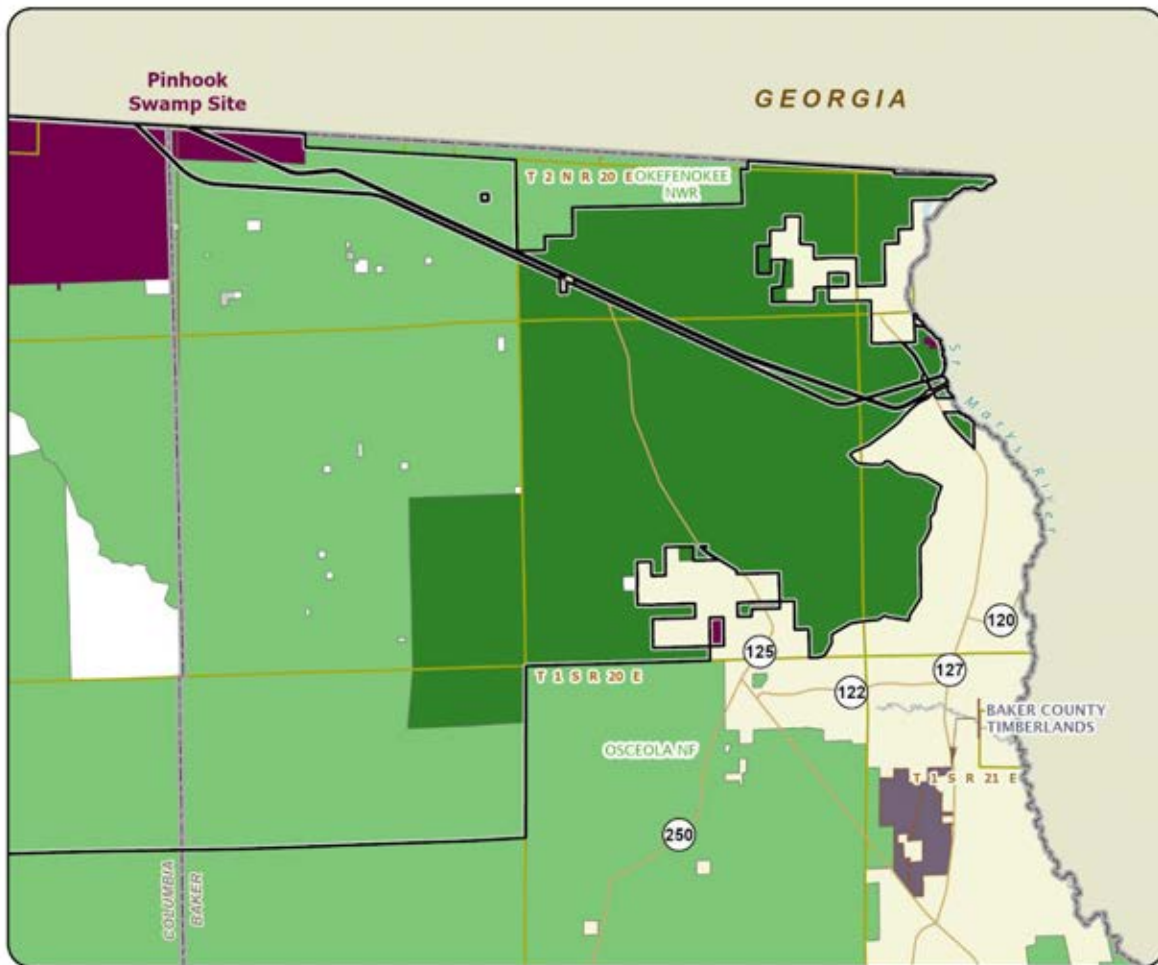 Pinhook
Swamp Site
GEORGIA
T 2 N R 20 E
OKEFENOKEE
NWR
St Marys River
120
125
127
122
T 1 S R 20 E
BAKER COUNTY
TIMBERLANDS
OSCEOLA NF
T 1 S R 21 E
250
COLUMBIA
BAKER